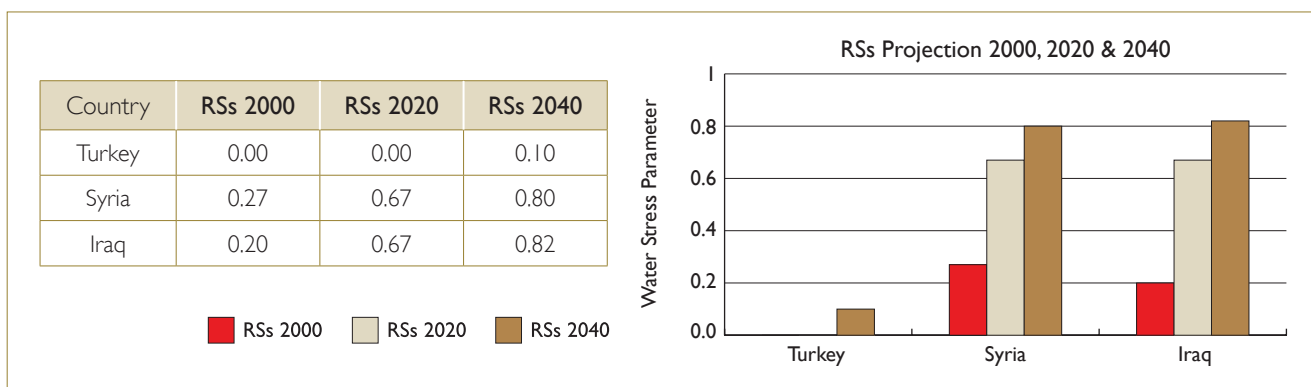 Country RSs 2000 RSs 2020 RSs 2040
Turkey 0.00 0.00 0.10
Syria 0.27 0.67 0.80
Iraq 0.20 0.67 0.82
RSs 2000 RSs 2020 RSs 2040
RSs Projection 2000, 2020 & 2040
Water Stress Parameter
1
0.8
0.6
0.4
0.2
0.0
Turkey Syria Iraq